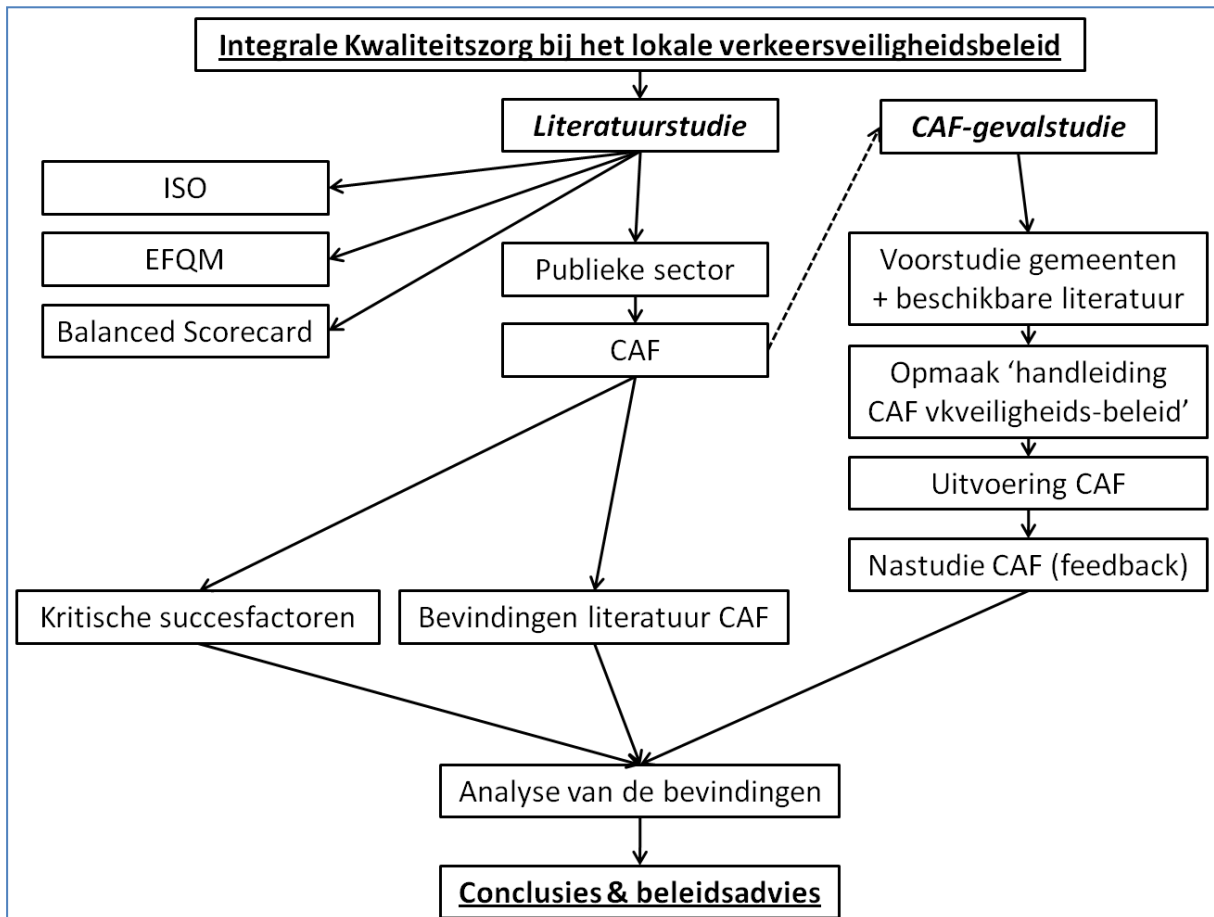 Integrale Kwaliteitszorg bij het lokale verkeersveiligheidsbeleid
Literatuurstudie
CAF-gevalstudie
ISO
EFQM
Balanced Scorecard
Publieke sector
CAF
Voorstudie gemeenten
+ beschikbare literatuur
Opmaak ‘handleiding
CAF vkveiligheids-beleid’
Uitvoering CAF
Nastudie CAF (feedback)
Kritische succesfactoren
Bevindingen literatuur CAF
Analyse van de bevindingen
Conclusies & beleidsadvies